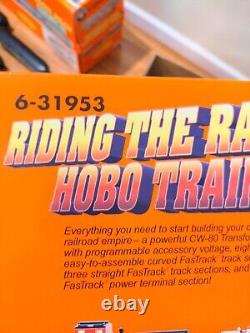 6-31953
RIDING THE RA
HOBO TRAIN
Everything you need to start building your o
railroad empire– a powerful CW-80 Transfo
with programmable accessory voltage, eigh
easy-to-assemble curved FasTrack track se
three straight FasTrack track sections, and
FasTrack power terminal section!